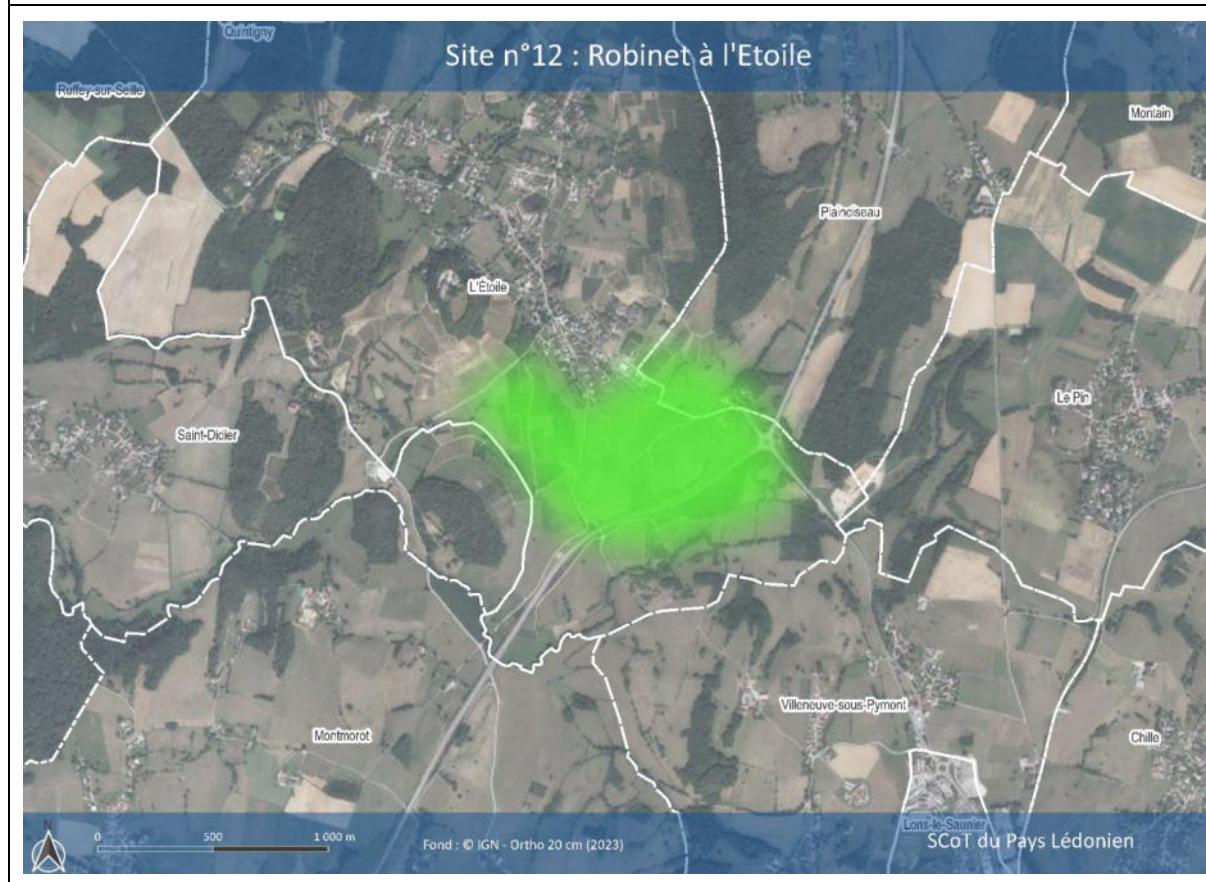 Quintigny
Site n°12 : Robinet à l'Etoile
Ruffey-sur-Seille
Montain
Plainoiseau
L'Étoile
Le Pin
Saint-Didier
Villeneuve-sous-Pymont
Montmorot
Chille
Lons-le-Saunier
N
0 500 1 000 m
Fond : © IGN - Ortho 20 cm (2023)
SCoT du Pays Lédonien